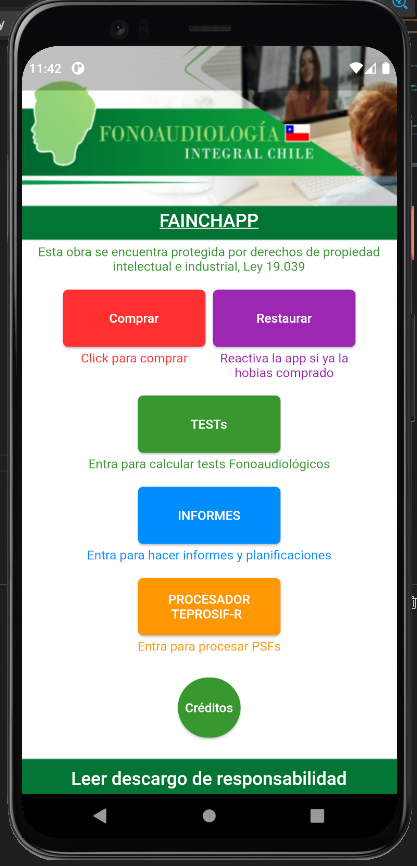 11:42
FONOAUDIOLOGÍA
INTEGRAL CHILE
FAINCHAPP
Esta obra se encuentra protegida por derechos de propiedad
intelectual e industrial, Ley 19.039
Comprar
Restaurar
Click para comprar
Reactiva la app si ya la
hobias comprado
TESTs
Entra para calcular tests Fonoaudiológicos
INFORMES
Entra para hacer informes y planificaciones
PROCESADOR
TEPROSIF-R
Entra para procesar PSFs
Créditos
Leer descargo de responsabilidad